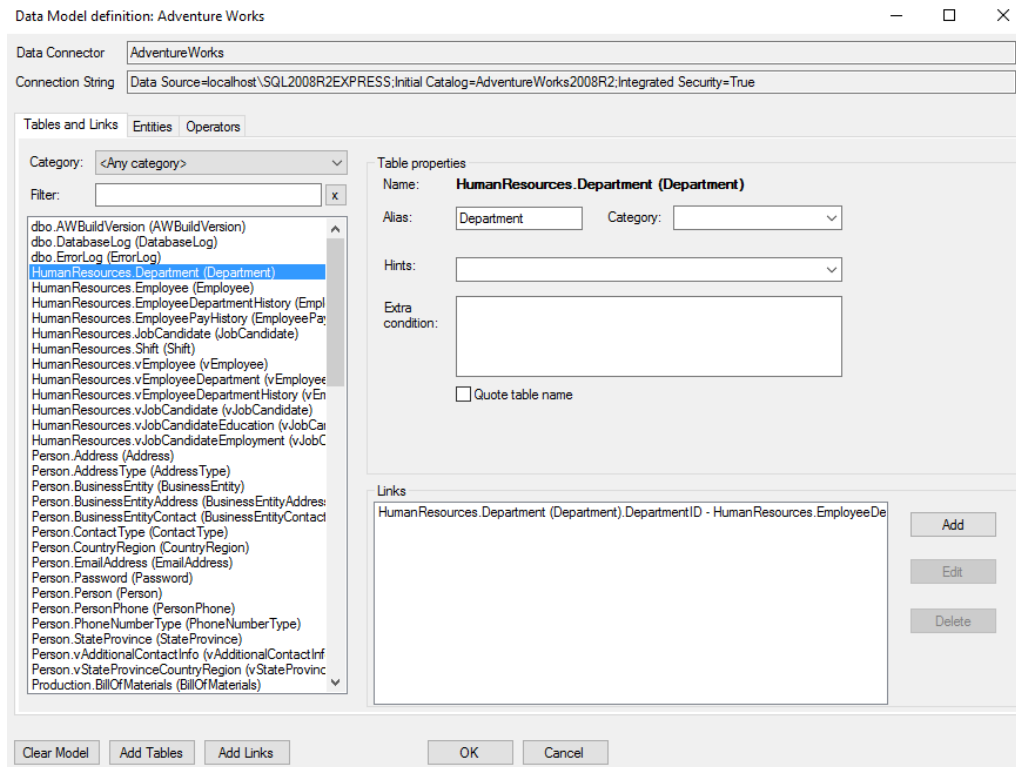 Data Model definition: Adventure Works
Data Connector AdventureWorks
Connection String Data Source=localhost\SQL2008R2EXPRESS;Initial Catalog=AdventureWorks2008R2;Integrated Security=True
Tables and Links Entities Operators
Category: <Any category>
Filter: x
dbo.AWBuildVersion (AWBuildVersion)
dbo.DatabaseLog (DatabaseLog)
dbo.ErrorLog (ErrorLog)
HumanResources.Department (Department)
HumanResources.Employee (Employee)
HumanResources.EmployeeDepartmentHistory (Empl
HumanResources.EmployeePayHistory (EmployeePay
HumanResources.JobCandidate (JobCandidate)
HumanResources.Shift (Shift)
HumanResources.vEmployee (vEmployee)
HumanResources.vEmployeeDepartment (vEmployee
HumanResources.vEmployeeDepartmentHistory (vEn
HumanResources.vJobCandidate (vJobCandidate)
HumanResources.vJobCandidateEducation (vJobCar
HumanResources.vJobCandidateEmployment (vJobC
Person.Address (Address)
Person.AddressType (AddressType)
Person.BusinessEntity (BusinessEntity)
Person.BusinessEntityAddress (BusinessEntityAddress
Person.BusinessEntityContact (BusinessEntityContact
Person.ContactType (ContactType)
Person.CountryRegion (CountryRegion)
Person.EmailAddress (EmailAddress)
Person.Password (Password)
Person.Person (Person)
Person.PersonPhone (PersonPhone)
Person.PhoneNumberType (PhoneNumberType)
Person.StateProvince (StateProvince)
Person.vAdditionalContactInfo (vAdditionalContactInf
Person.vStateProvinceCountryRegion (vStateProvinc
Production.BillOfMaterials (BillOfMaterials)
Table properties
Name: HumanResources.Department (Department)
Alias: Department Category:
Hints:
Extra
condition:
Quote table name
Links
HumanResources.Department (Department).DepartmentID - HumanResources.EmployeeDe
Add
Edit
Delete
Clear Model Add Tables Add Links OK Cancel